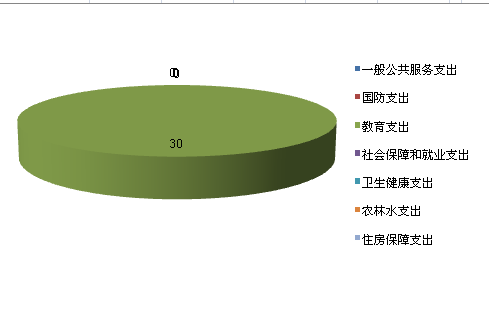 0
30
一般公共服务支出
国防支出
教育支出
社会保障和就业支出
卫生健康支出
农林水支出
住房保障支出